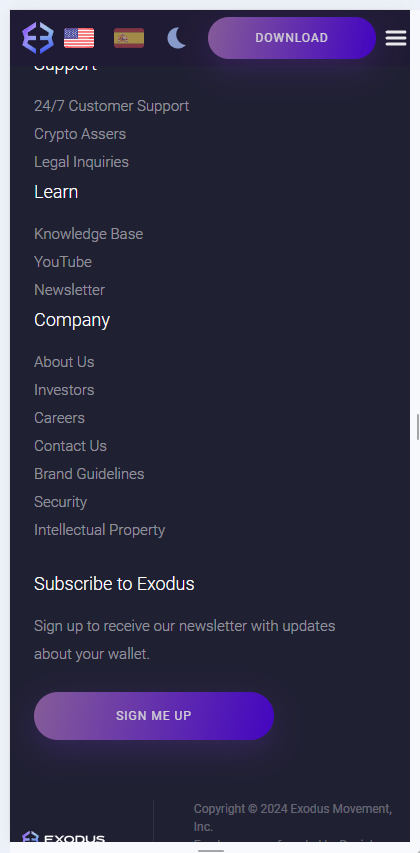 DOWNLOAD
Support
24/7 Customer Support
Crypto Assers
Legal Inquiries
Learn
Knowledge Base
YouTube
Newsletter
Company
About Us
Investors
Careers
Contact Us
Brand Guidelines
Security
Intellectual Property
Subscribe to Exodus
Sign up to receive our newsletter with updates
about your wallet.
SIGN ME UP
Copyright © 2024 Exodus Movement,
Inc.
EXODUS